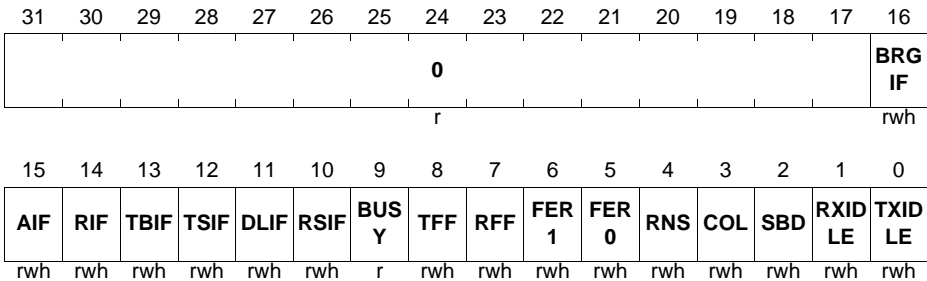 31 30 29 28 27 26 25 24 23 22 21 20 19 18 17 16
0 BRG
IF
r rwh
15 14 13 12 11 10 9 8 7 6 5 4 3 2 1 0
AIF RIF TBIF TSIF DLIF RSIF BUS
Y TFF RFF FER
1 FER
0 RNS COL SBD RXID
LE TXID
LE
rwh rwh rwh rwh rwh rwh r rwh rwh rwh rwh rwh rwh rwh rwh rwh